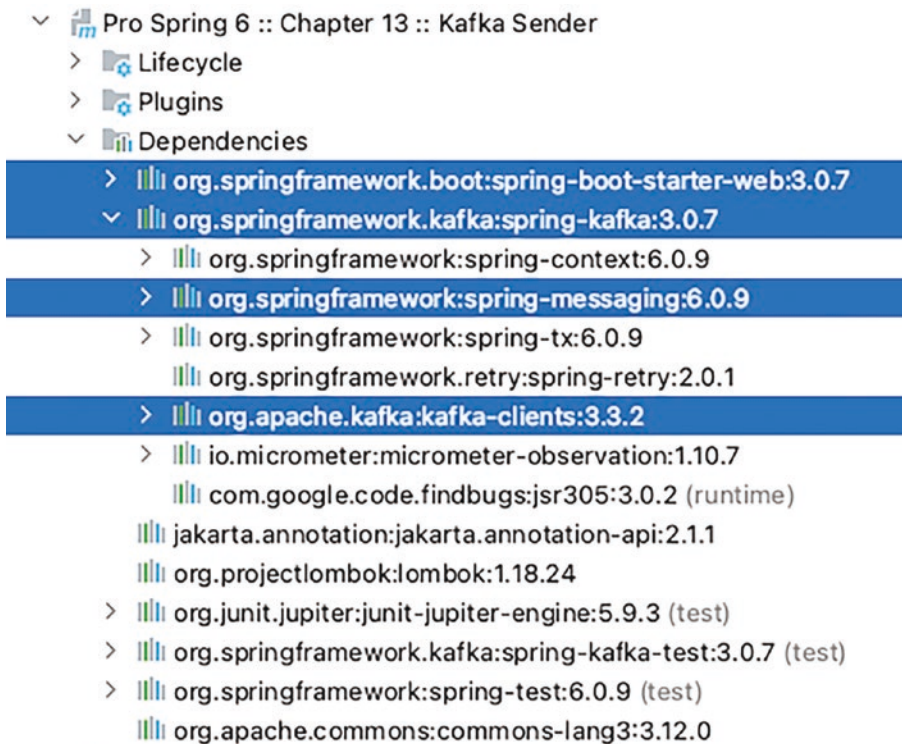 Pro Spring 6 :: Chapter 13 :: Kafka Sender
Lifecycle
Plugins
Dependencies
org.springframework.boot:spring-boot-starter-web:3.0.7
org.springframework.kafka:spring-kafka:3.0.7
org.springframework:spring-context:6.0.9
org.springframework:spring-messaging:6.0.9
org.springframework:spring-tx:6.0.9
org.springframework.retry:spring-retry:2.0.1
org.apache.kafka:kafka-clients:3.3.2
io.micrometer:micrometer-observation:1.10.7
com.google.code.findbugs:jsr305:3.0.2 (runtime)
jakarta.annotation:jakarta.annotation-api:2.1.1
org.projectlombok:lombok:1.18.24
org.junit.jupiter:junit-jupiter-engine:5.9.3 (test)
org.springframework.kafka:spring-kafka-test:3.0.7 (test)
org.springframework:spring-test:6.0.9 (test)
org.apache.commons:commons-lang3:3.12.0